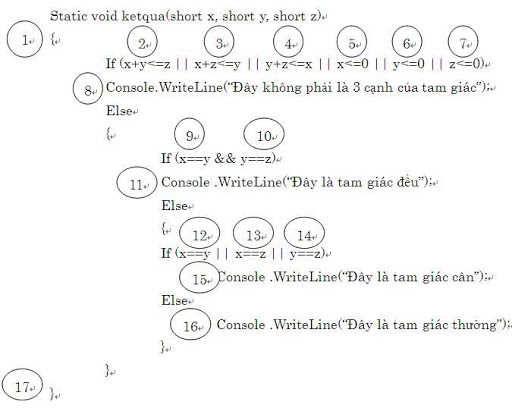 Static void ketqua(short x, short y, short z)↵
1↵ {↵ 2↵ 3↵ 4↵ 5↵ 6↵ 7↵
If (x+y<=z || x+z<=y || y+z<=x || x<=0 || y<=0 || z<=0)↵
8↵ Console.WriteLine(“Đây không phải là 3 cạnh của tam giác”);↵
Else↵
{↵ 9↵ 10↵
If (x==y && y==z)↵
11↵ Console .WriteLine(“Đây là tam giác đều”);↵
Else↵
{↵ 12↵ 13↵ 14↵
If (x==y || x==z || y==z)↵
15↵ Console .WriteLine(“Đây là tam giác cân”);↵
Else↵
16↵ Console .WriteLine(“Đây là tam giác thường”);↵
}↵
}↵
17↵ }↵